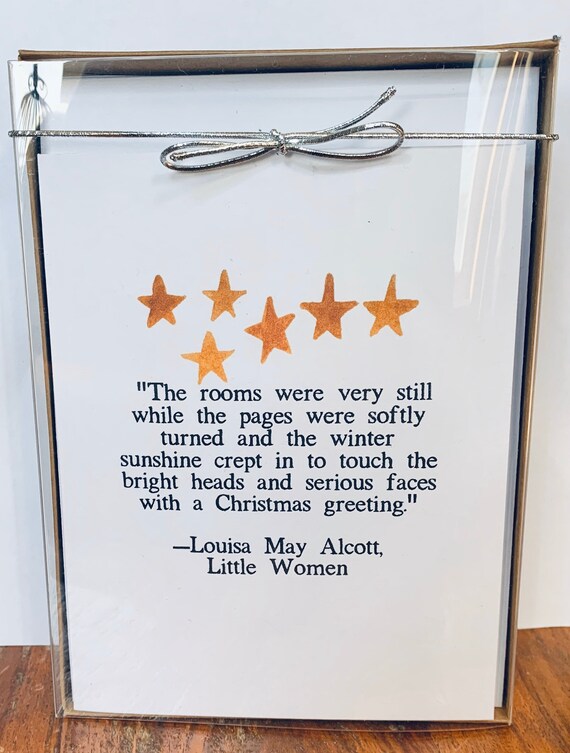 "The rooms were very still
while the pages were softly
turned and the winter
sunshine crept in to touch the
bright heads and serious faces
with a Christmas greeting."
—Louisa May Alcott,
Little Women